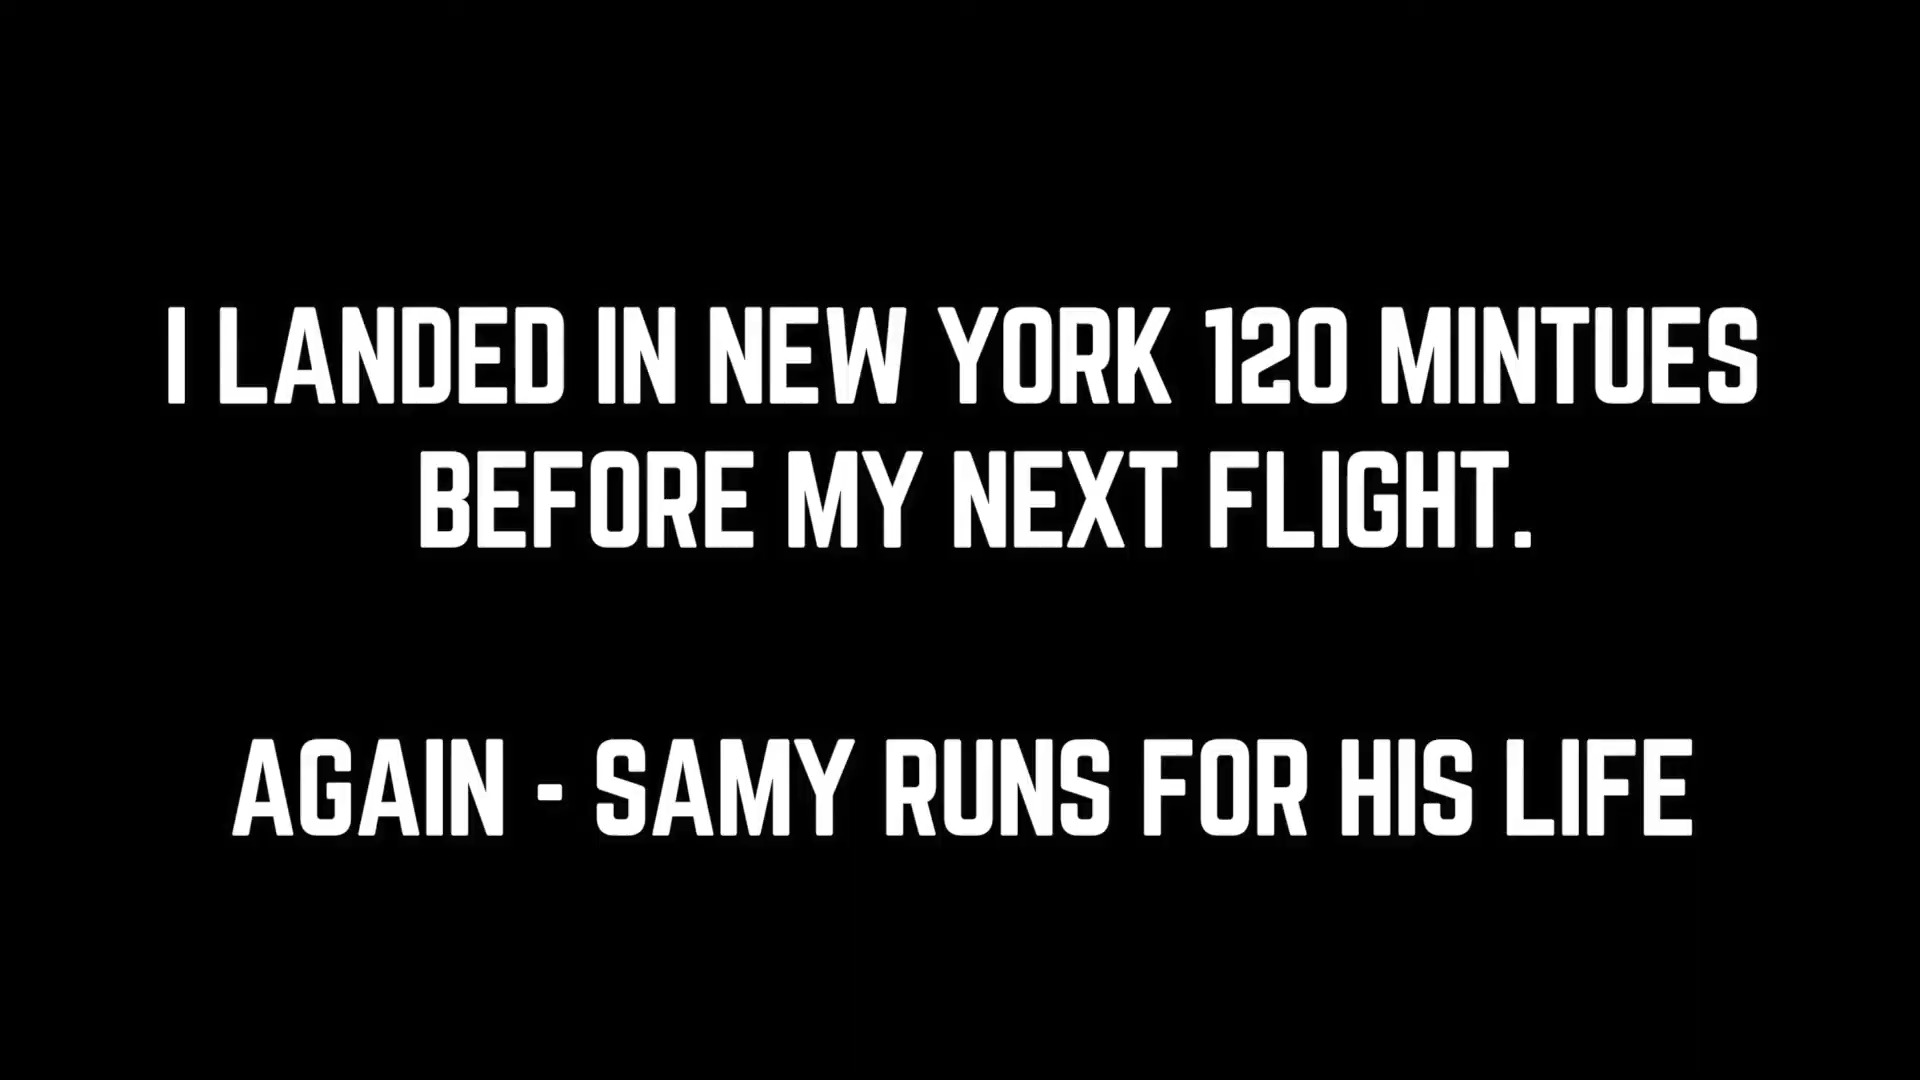 I LANDED IN NEW YORK 120 MINTUES
BEFORE MY NEXT FLIGHT.
AGAIN - SAMY RUNS FOR HIS LIFE